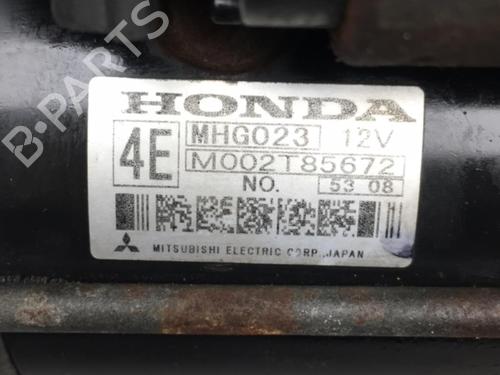 B-PARTS
HONDA
4E MHG023 12V
M002T85672
NO. 53 08
MITSUBISHI ELECTRIC CORP. JAPAN